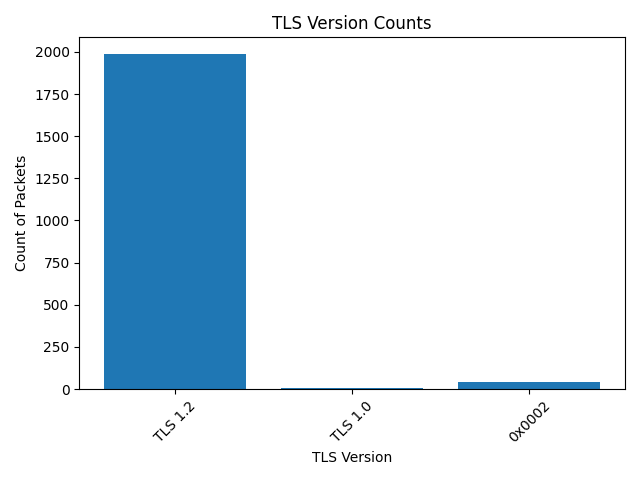 TLS Version Counts
Count of Packets
2000
1750
1500
1250
1000
750
500
250
0
TLS 1.2
TLS 1.0
0x0002
TLS Version